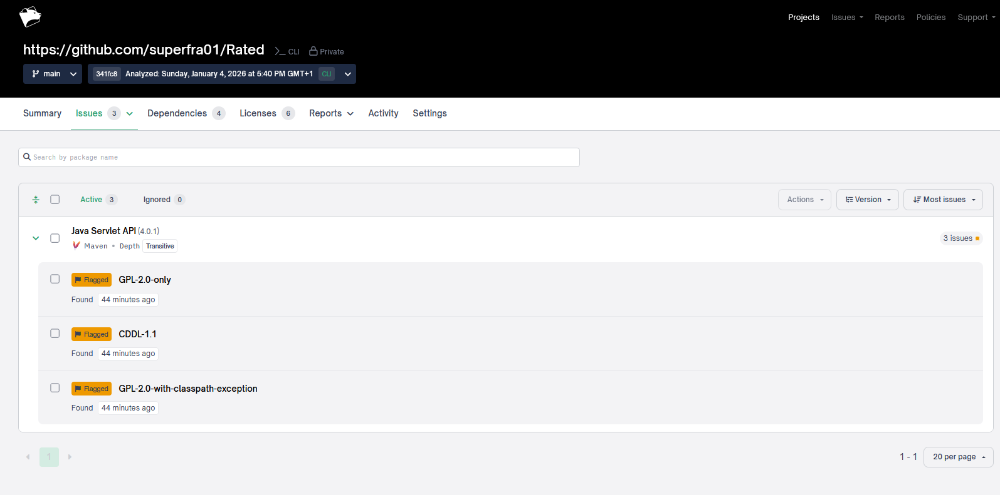 Projects Issues Reports Policies Support
https://github.com/superfra01/Rated CLI Private
main 341fc8 Analyzed: Sunday, January 4, 2026 at 5:40 PM GMT+1 CLI
Summary Issues 3 Dependencies 4 Licenses 6 Reports Activity Settings
Search by package name
Active 3 Ignored 0 Actions Version Most issues
Java Servlet API (4.0.1)
Maven • Depth Transitive
3 issues
Flagged GPL-2.0-only
Found 44 minutes ago
Flagged CDDL-1.1
Found 44 minutes ago
Flagged GPL-2.0-with-classpath-exception
Found 44 minutes ago
1 1 - 1 20 per page